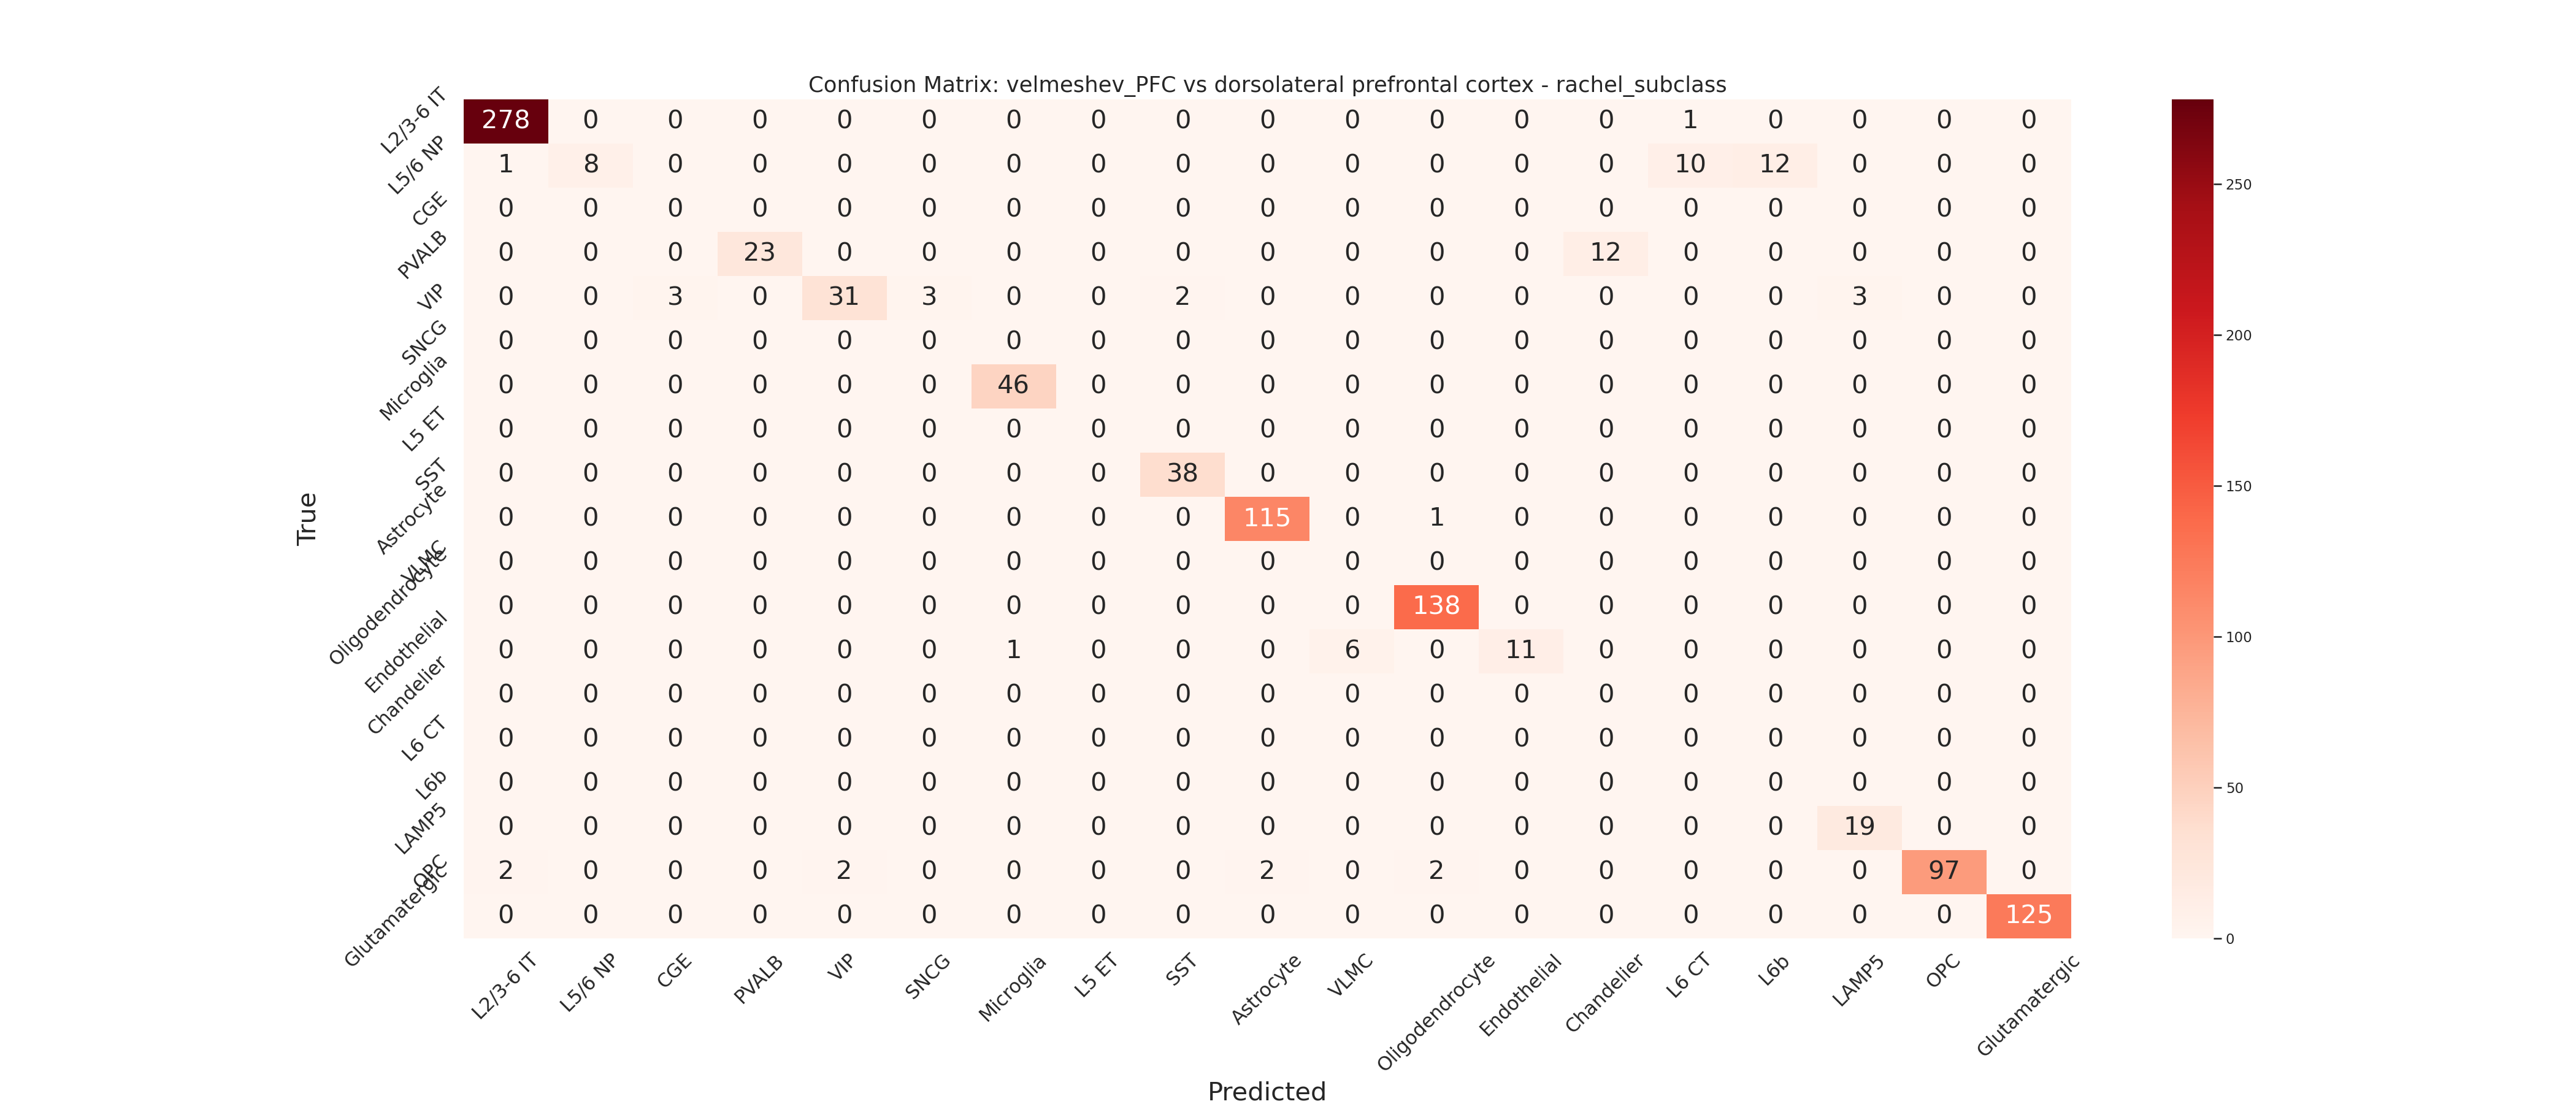 Confusion Matrix: velmeshev_PFC vs dorsolateral prefrontal cortex - rachel_subclass
True
L2/3-6 IT 278 0 0 0 0 0 0 0 0 0 0 0 0 0 1 0 0 0 0
L5/6 NP 1 8 0 0 0 0 0 0 0 0 0 0 0 0 10 12 0 0 0
CGE 0 0 0 0 0 0 0 0 0 0 0 0 0 0 0 0 0 0 0
PVALB 0 0 0 23 0 0 0 0 0 0 0 0 0 12 0 0 0 0 0
VIP 0 0 3 0 31 3 0 0 2 0 0 0 0 0 0 0 3 0 0
SNCG 0 0 0 0 0 0 0 0 0 0 0 0 0 0 0 0 0 0 0
Microglia 0 0 0 0 0 0 46 0 0 0 0 0 0 0 0 0 0 0 0
L5 ET 0 0 0 0 0 0 0 0 0 0 0 0 0 0 0 0 0 0 0
SST 0 0 0 0 0 0 0 0 38 0 0 0 0 0 0 0 0 0 0
Astrocyte 0 0 0 0 0 0 0 0 0 115 0 1 0 0 0 0 0 0 0
VLMC 0 0 0 0 0 0 0 0 0 0 0 0 0 0 0 0 0 0 0
Oligodendrocyte 0 0 0 0 0 0 0 0 0 0 0 138 0 0 0 0 0 0 0
Endothelial 0 0 0 0 0 0 1 0 0 0 6 0 11 0 0 0 0 0 0
Chandelier 0 0 0 0 0 0 0 0 0 0 0 0 0 0 0 0 0 0 0
L6 CT 0 0 0 0 0 0 0 0 0 0 0 0 0 0 0 0 0 0 0
L6b 0 0 0 0 0 0 0 0 0 0 0 0 0 0 0 0 0 0 0
LAMP5 0 0 0 0 0 0 0 0 0 0 0 0 0 0 0 0 19 0 0
OPC 2 0 0 0 2 0 0 0 0 2 0 2 0 0 0 0 0 97 0
Glutamatergic 0 0 0 0 0 0 0 0 0 0 0 0 0 0 0 0 0 0 125
L2/3-6 IT L5/6 NP CGE PVALB VIP SNCG Microglia L5 ET SST Astrocyte VLMC Oligodendrocyte Endothelial Chandelier L6 CT L6b LAMP5 OPC Glutamatergic
Predicted
250
200
150
100
50
0